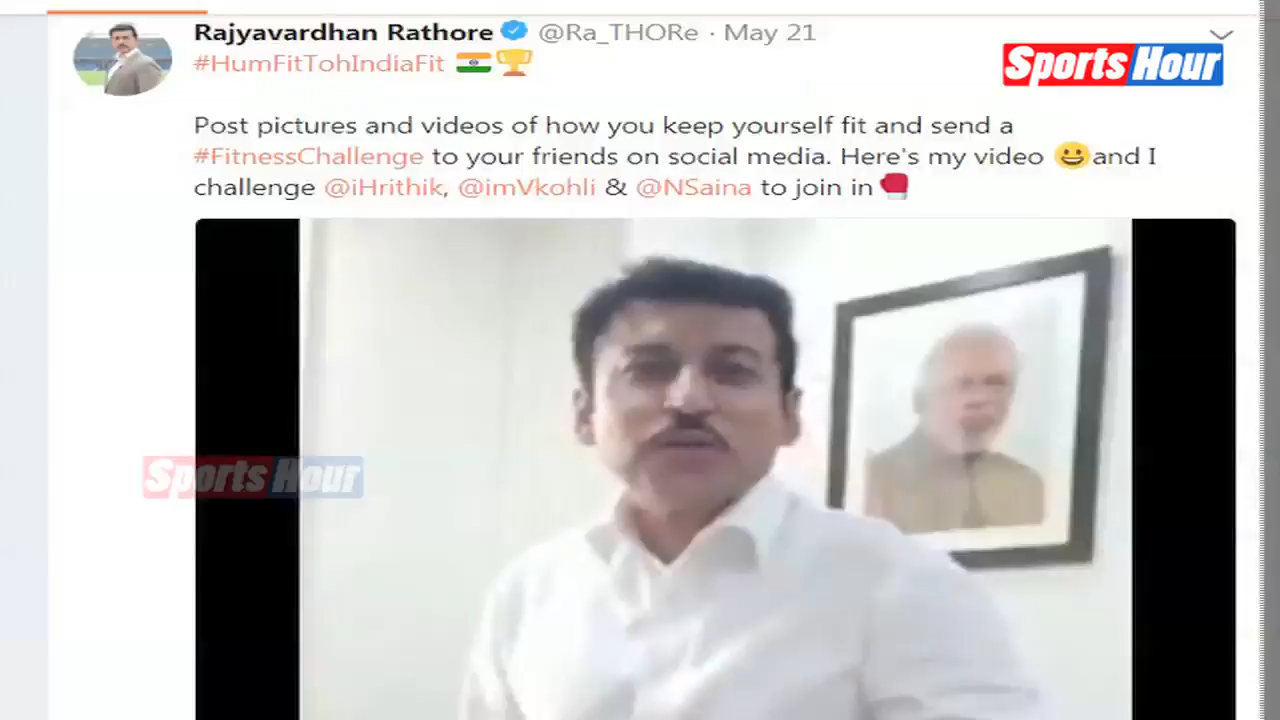 Rajyavardhan Rathore @Ra_THORe · May 21
#HumFitTohIndiaFit 🇮🇳🏆
Sports Hour
Post pictures and videos of how you keep yourself fit and send a
#FitnessChallenge to your friends on social media. Here's my video 😀and I
challenge @iHrithik, @imVkohli & @NSaina to join in🥊
Sports Hour